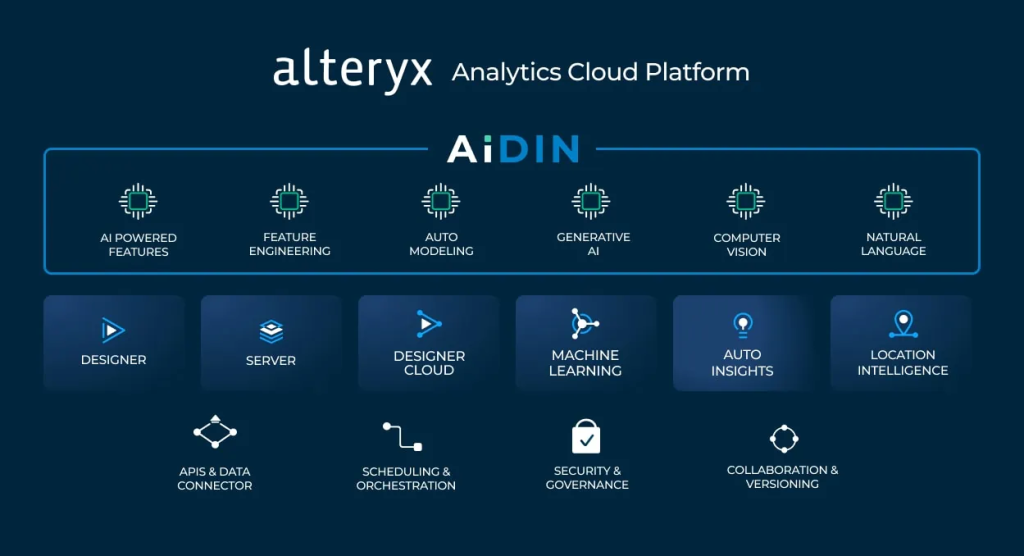 alteryx Analytics Cloud Platform
AiDIN
AI POWERED
FEATURES
FEATURE
ENGINEERING
AUTO
MODELING
GENERATIVE
AI
COMPUTER
VISION
NATURAL
LANGUAGE
DESIGNER
SERVER
DESIGNER
CLOUD
MACHINE
LEARNING
AUTO
INSIGHTS
LOCATION
INTELLIGENCE
APIS & DATA
CONNECTOR
SCHEDULING &
ORCHESTRATION
SECURITY &
GOVERNANCE
COLLABORATION &
VERSIONING